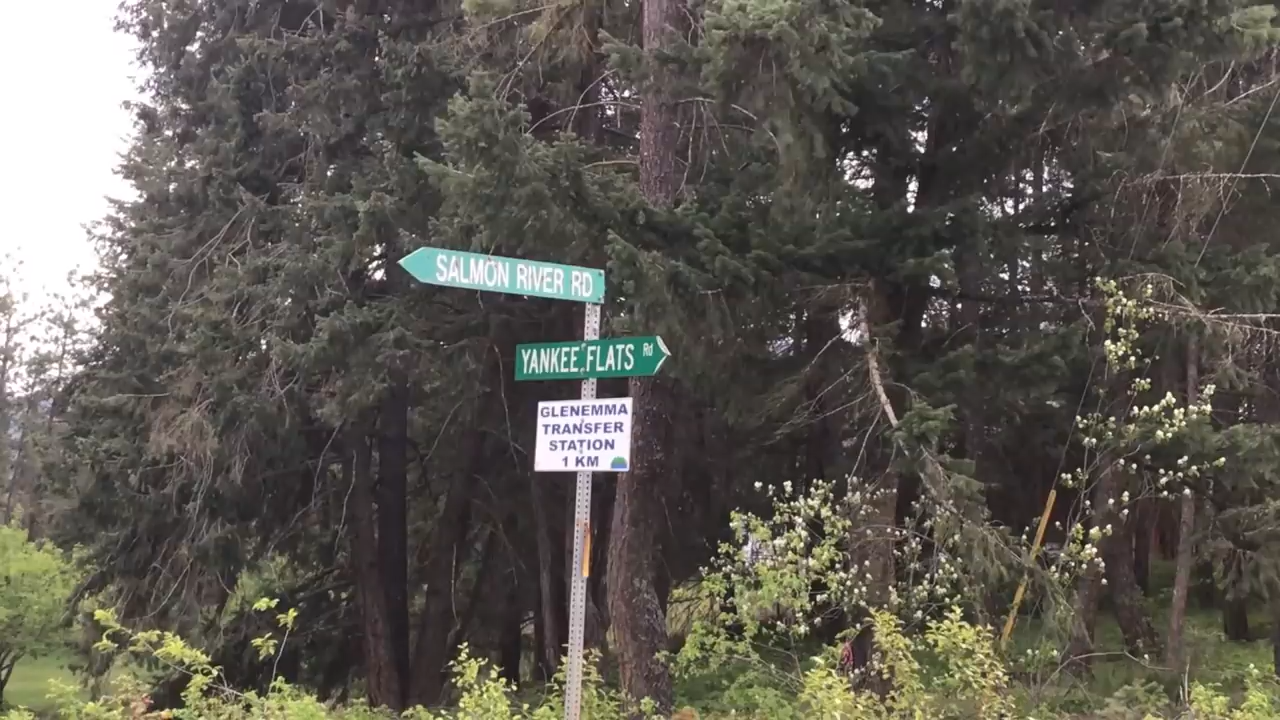 SALMON RIVER RD
YANKEE FLATS Rd
GLENEMMA
TRANSFER
STATION
1 KM